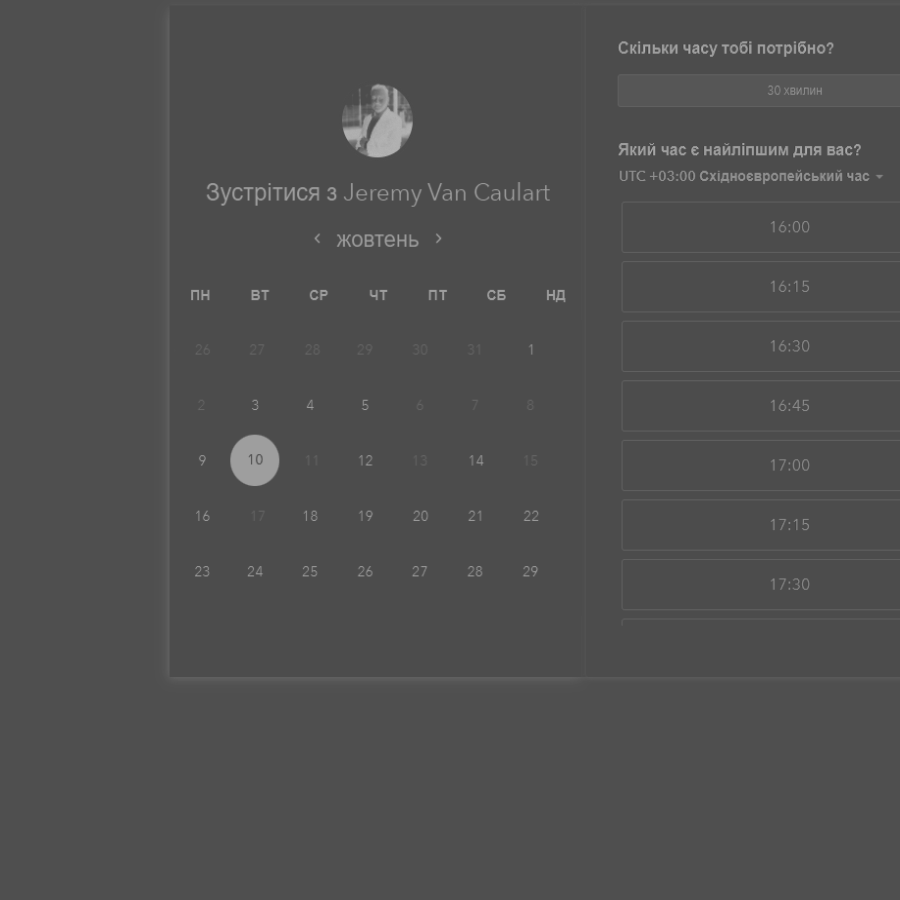 Зустрітися з Jeremy Van Caulart
жовтень
ПН ВТ СР ЧТ ПТ СБ НД
26 27 28 29 30 31 1
2 3 4 5 6 7 8
9 10 11 12 13 14 15
16 17 18 19 20 21 22
23 24 25 26 27 28 29
Скільки часу тобі потрібно?
30 хвилин
Який час є найліпшим для вас?
UTC +03:00 Східноєвропейський час
16:00
16:15
16:30
16:45
17:00
17:15
17:30